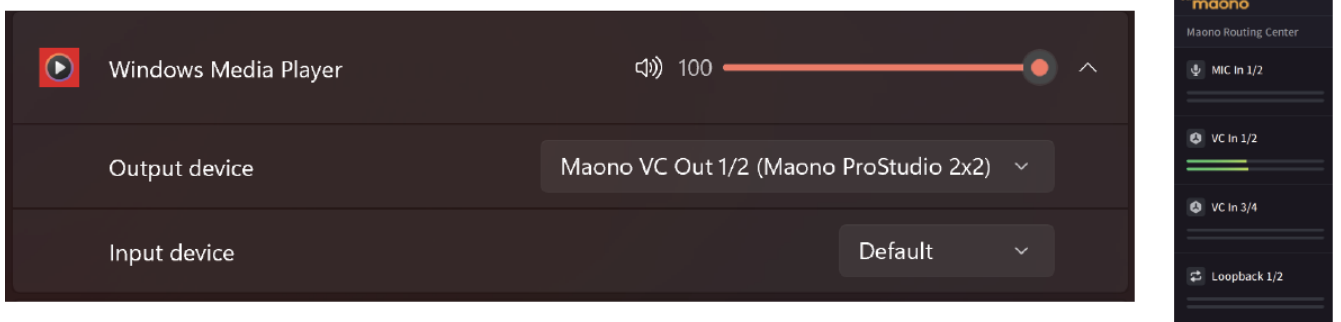 Windows Media Player
100
Output device
Maono VC Out 1/2 (Maono ProStudio 2x2)
Input device
Default
maono
Maono Routing Center
MIC In 1/2
VC In 1/2
VC In 3/4
Loopback 1/2